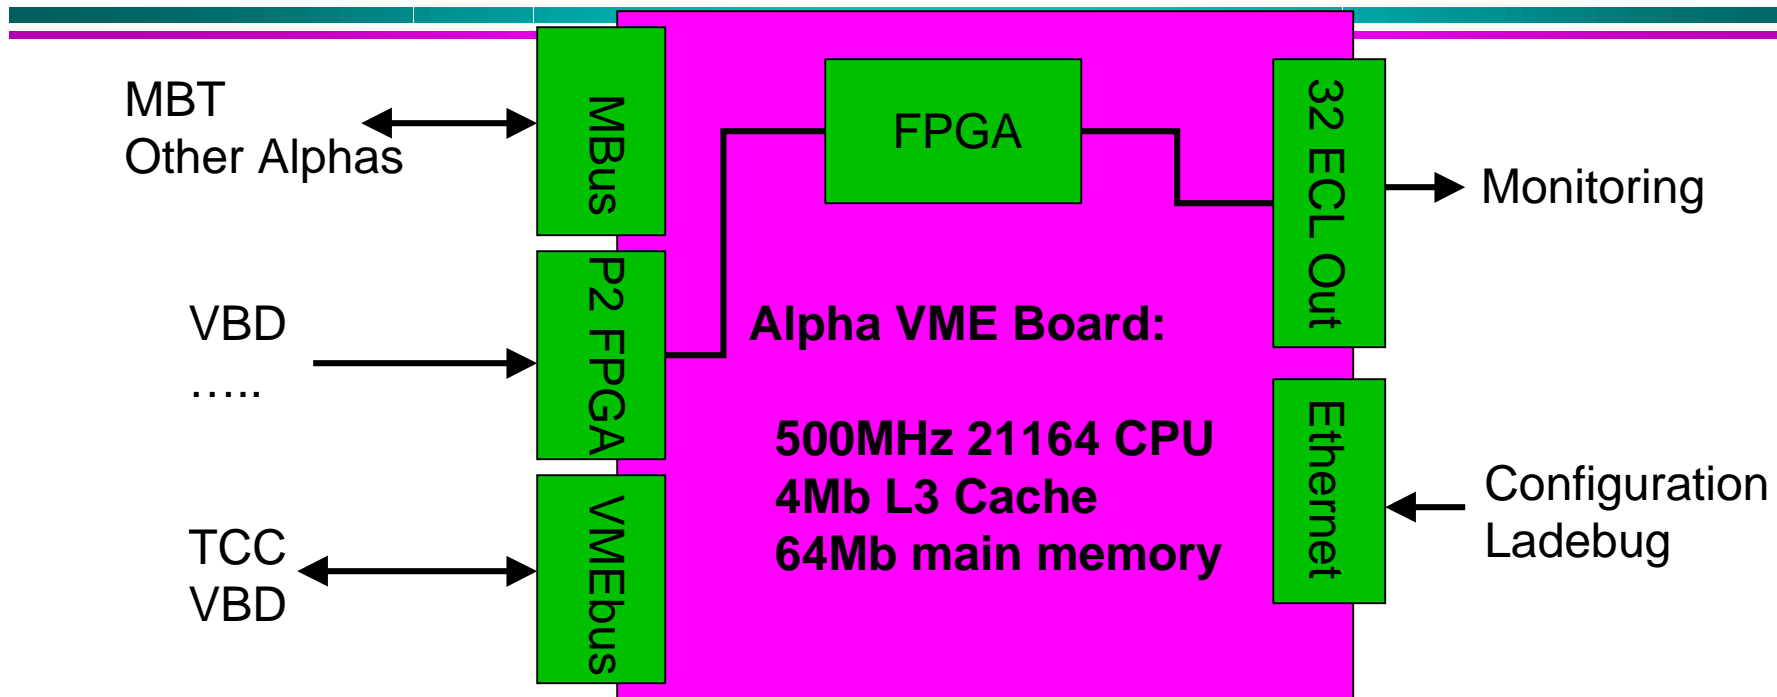 MBT
Other Alphas
MBus
FPGA
32 ECL Out
Monitoring
VBD
…..
P2 FPGA
Alpha VME Board:
500MHz 21164 CPU
4Mb L3 Cache
64Mb main memory
Ethernet
Configuration
Ladebug
TCC
VBD
VMEbus